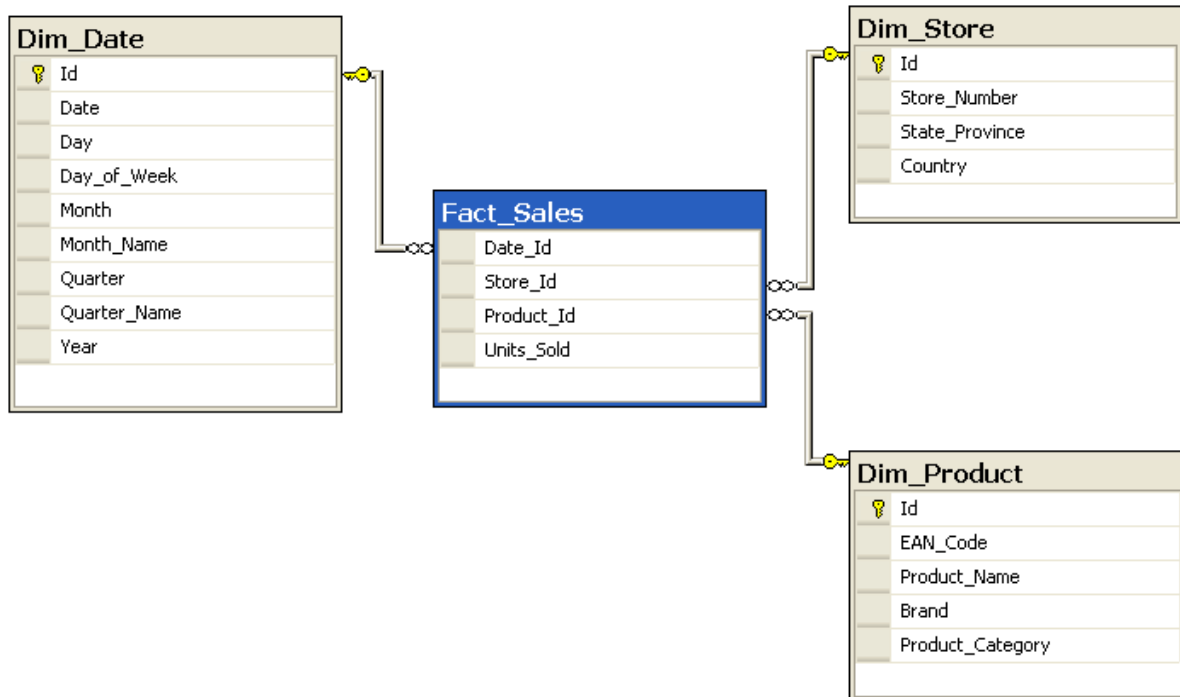 Dim_Date
Id
Date
Day
Day_of_Week
Month
Month_Name
Quarter
Quarter_Name
Year
Fact_Sales
Date_Id
Store_Id
Product_Id
Units_Sold
Dim_Store
Id
Store_Number
State_Province
Country
Dim_Product
Id
EAN_Code
Product_Name
Brand
Product_Category